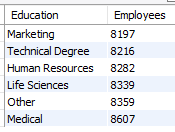 Education Employees
Marketing 8197
Technical Degree 8216
Human Resources 8282
Life Sciences 8339
Other 8359
Medical 8607